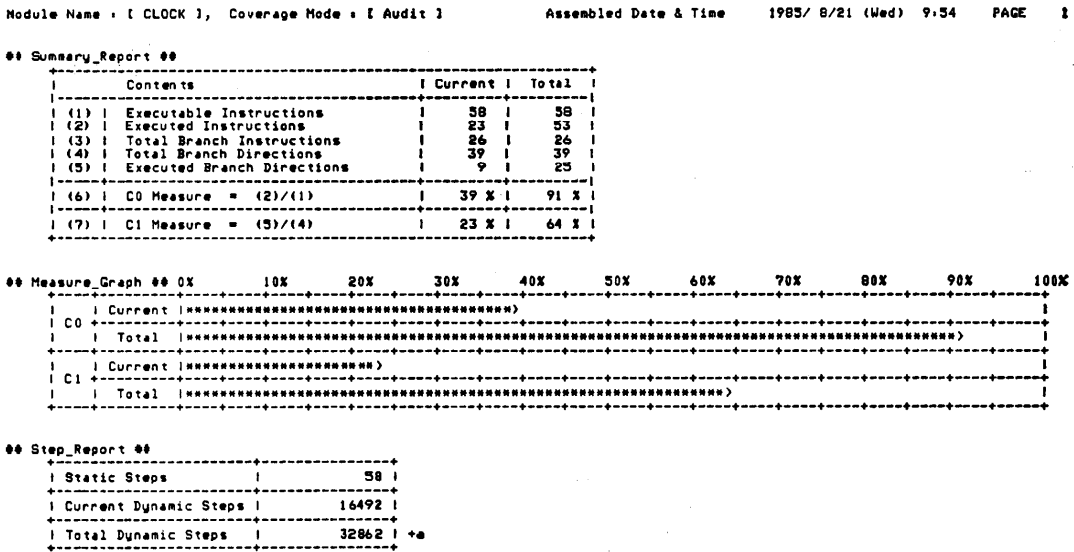 Module Name : [ CLOCK ], Coverage Mode : [ Audit ] Assembled Date & Time 1985/ 8/21 (Wed) 9:54 PAGE 1
** Summary_Report **
Contents Current Total
(1) Executable Instructions 58 58
(2) Executed Instructions 23 53
(3) Total Branch Instructions 26 26
(4) Total Branch Directions 39 39
(5) Executed Branch Directions 9 25
(6) C0 Measure = (2)/(1) 39 % 91 %
(7) C1 Measure = (5)/(4) 23 % 64 %
** Measure_Graph ** 0% 10% 20% 30% 40% 50% 60% 70% 80% 90% 100%
C0 Current
Total
C1 Current
Total
** Step_Report **
Static Steps 58
Current Dynamic Steps 16492
Total Dynamic Steps 32862 +a